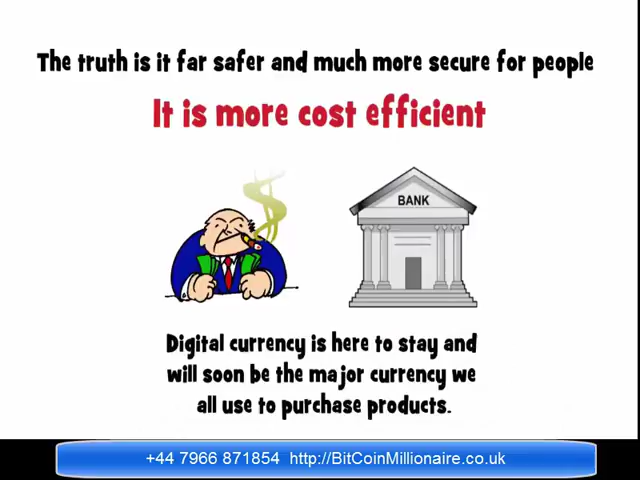 The truth is it far safer and much more secure for people
It is more cost efficient
BANK
Digital currency is here to stay and
will soon be the major currency we
all use to purchase products.
+44 7966 871854 http://BitCoinMillionaire.co.uk